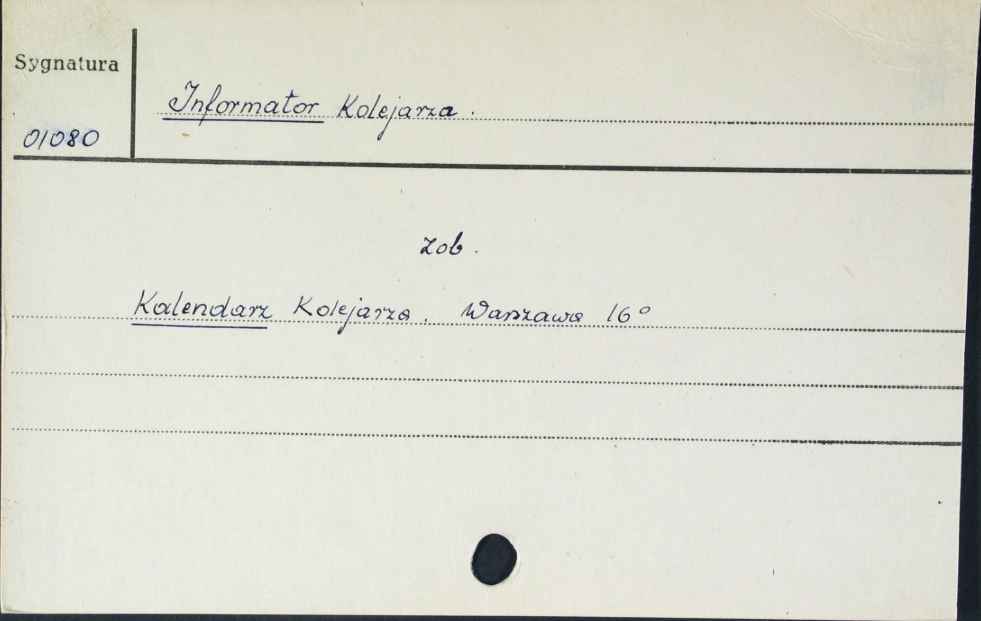 Sygnatura
Informator Kolejarza.
01080
zob.
Kalendarz Kolejarza. Warszawa 16°